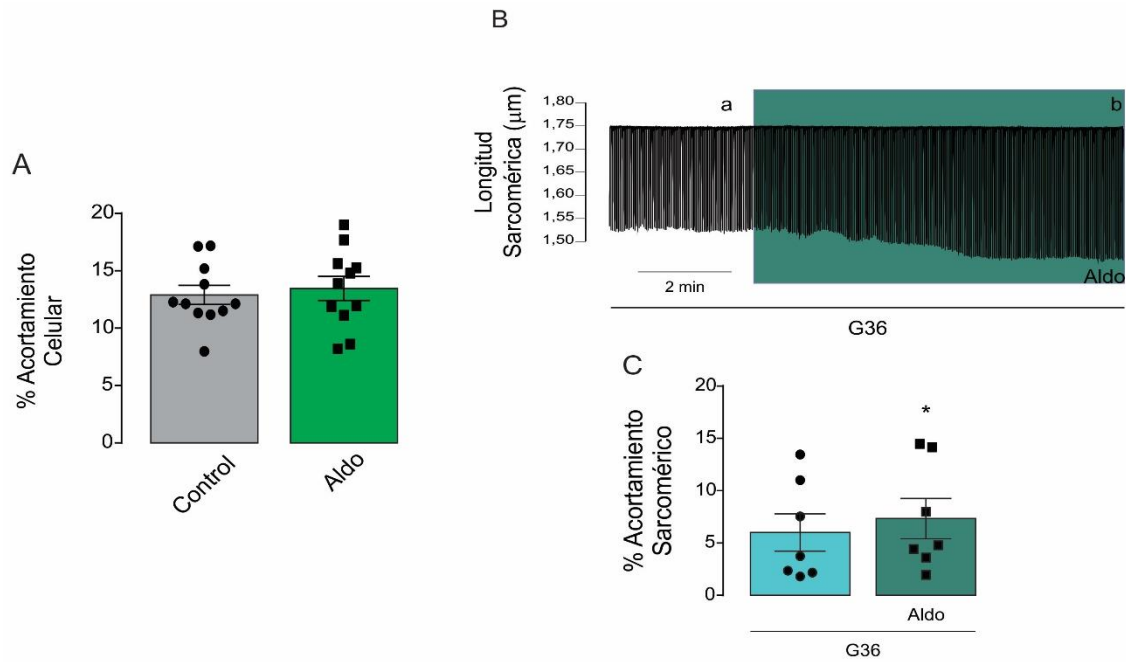 A
% Acortamiento
Celular
20
15
10
5
0
Control
Aldo
B
Longitud
Sarcomérica (μm)
1,80
1,75
1,70
1,65
1,60
1,55
1,50
a
b
2 min
Aldo
G36
C
% Acortamiento
Sarcomérico
20
15
10
5
0
*
Aldo
G36